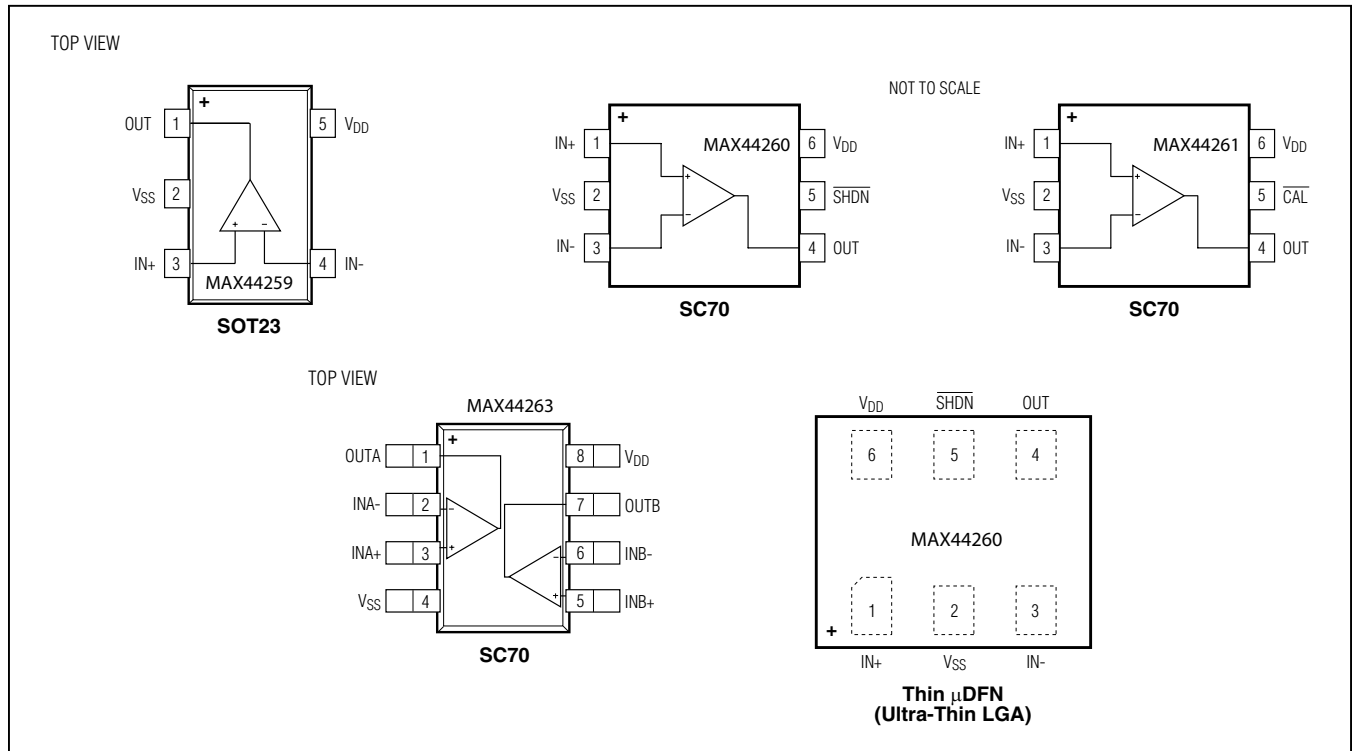 TOP VIEW
NOT TO SCALE
+
OUT 1
5 VDD
VSS 2
+ -
IN+ 3
4 IN-
MAX44259
SOT23
+
IN+ 1
MAX44260
6 VDD
+
VSS 2
5 SHDN
-
IN- 3
4 OUT
SC70
+
IN+ 1
MAX44261
6 VDD
+
VSS 2
5 CAL
-
IN- 3
4 OUT
SC70
TOP VIEW
MAX44263
+
OUTA 1
8 VDD
INA- 2 -
7 OUTB
INA+ 3 +
- 6 INB-
VSS 4
+ 5 INB+
SC70
VDD SHDN OUT
6 5 4
MAX44260
1 2 3
+
IN+ VSS IN-
Thin μDFN
(Ultra-Thin LGA)